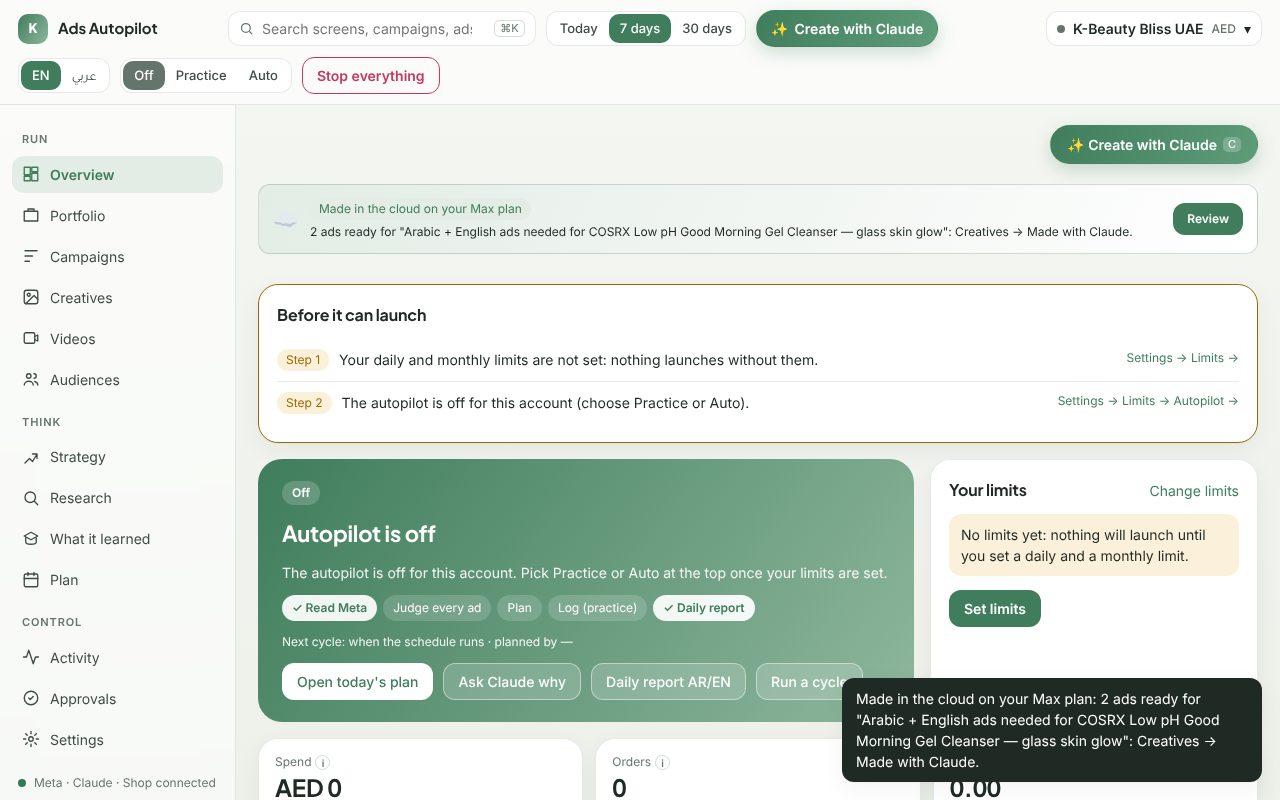 K Ads Autopilot
Search screens, campaigns, ads ⌘K
Today 7 days 30 days
✨ Create with Claude
K-Beauty Bliss UAE AED ▾
EN عربي
Off Practice Auto
Stop everything
RUN
Overview
Portfolio
Campaigns
Creatives
Videos
Audiences
THINK
Strategy
Research
What it learned
Plan
CONTROL
Activity
Approvals
Settings
Meta · Claude · Shop connected
✨ Create with Claude C
Made in the cloud on your Max plan
2 ads ready for "Arabic + English ads needed for COSRX Low pH Good Morning Gel Cleanser — glass skin glow": Creatives → Made with Claude.
Review
Before it can launch
Step 1 Your daily and monthly limits are not set: nothing launches without them. Settings → Limits →
Step 2 The autopilot is off for this account (choose Practice or Auto). Settings → Limits → Autopilot →
Off
Autopilot is off
The autopilot is off for this account. Pick Practice or Auto at the top once your limits are set.
✓ Read Meta Judge every ad Plan Log (practice) ✓ Daily report
Next cycle: when the schedule runs · planned by —
Open today's plan Ask Claude why Daily report AR/EN Run a cycle
Your limits Change limits
No limits yet: nothing will launch until
you set a daily and a monthly limit.
Set limits
Spend i
AED 0
Orders i
0
0.00
Made in the cloud on your Max plan: 2 ads ready for
"Arabic + English ads needed for COSRX Low pH Good
Morning Gel Cleanser — glass skin glow": Creatives →
Made with Claude.